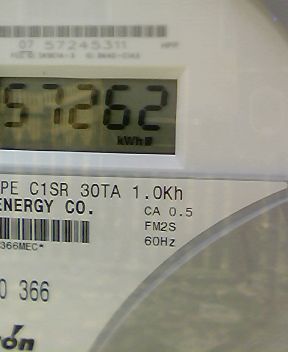 07 57245311
57262
kWh
PE C1SR 30TA 1.0Kh
ENERGY CO.
CA 0.5
FM2S
60Hz
366MEC*
0 366
rón